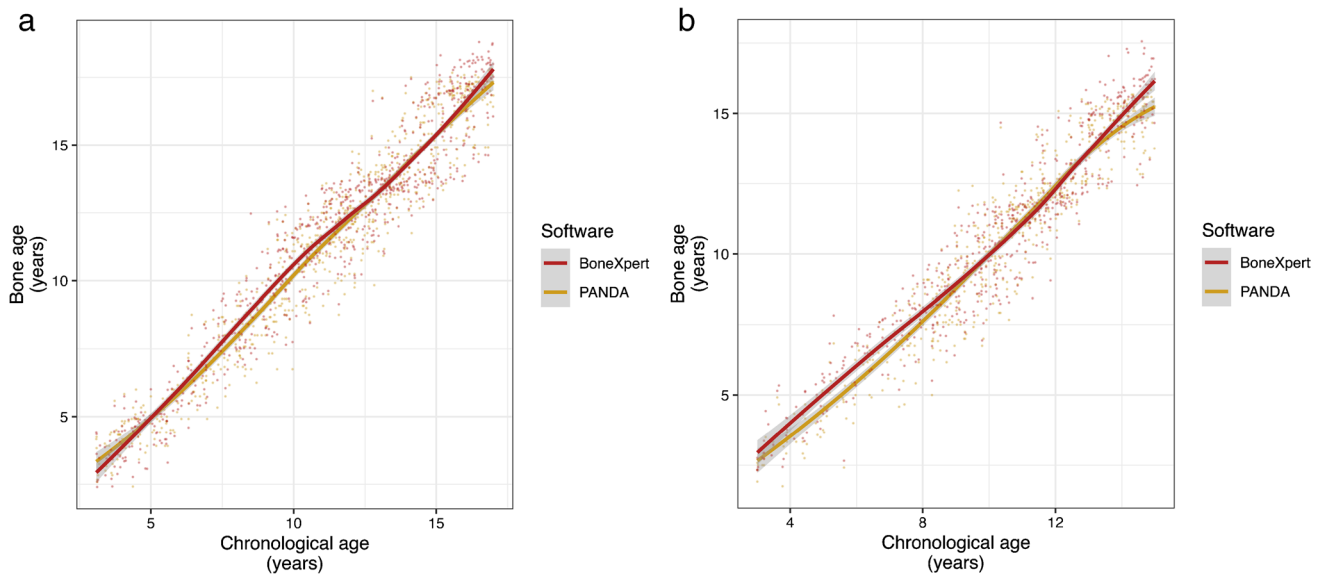 a
15
10
5
Bone age
(years)
5
10
15
Chronological age
(years)
Software
BoneXpert
PANDA
b
15
10
5
Bone age
(years)
4
8
12
Chronological age
(years)
Software
BoneXpert
PANDA